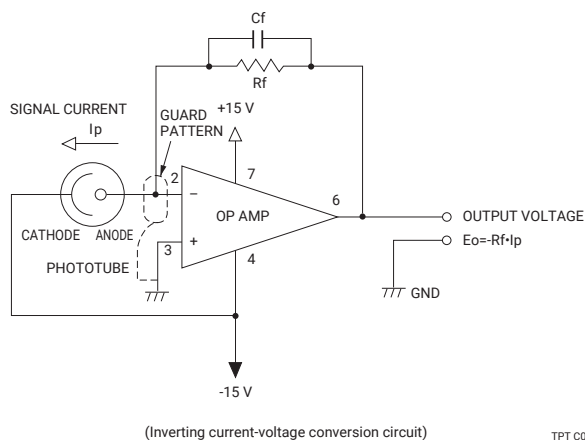 Cf
Rf
SIGNAL CURRENT
Ip
GUARD
PATTERN
+15 V
2
7
−
OP AMP
6
OUTPUT VOLTAGE
CATHODE
ANODE
3
+
Eo=-Rf•Ip
PHOTOTUBE
4
GND
-15 V
(Inverting current-voltage conversion circuit)